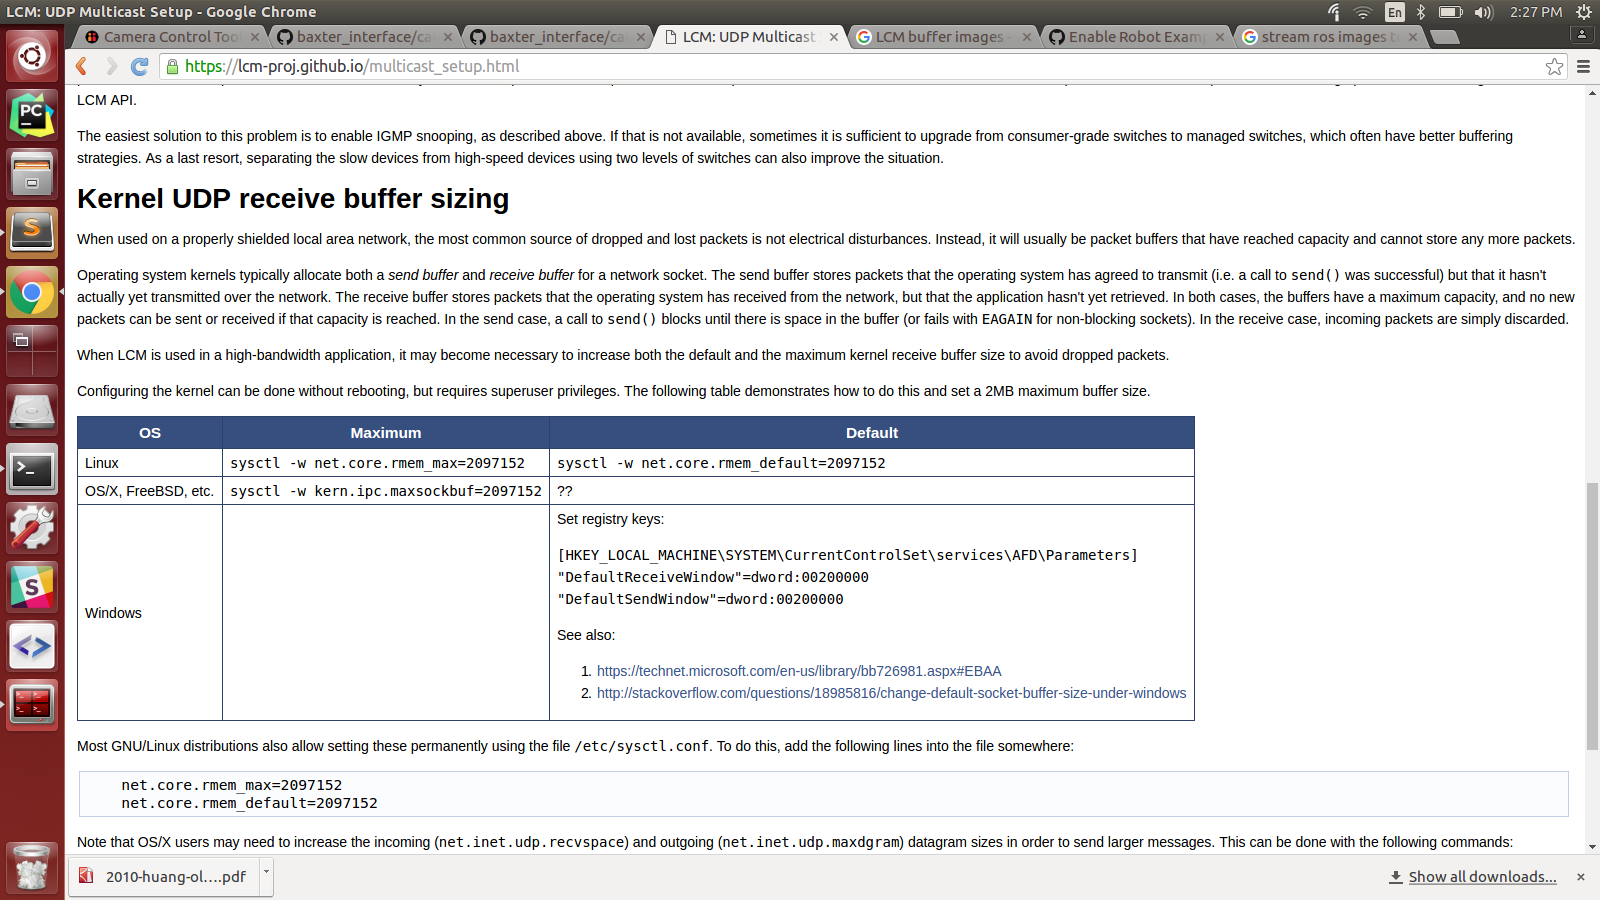 LCM: UDP Multicast Setup - Google Chrome
En
2:27 PM
Camera Control Too
baxter_interface/ca
baxter_interface/ca
LCM: UDP Multicast
LCM buffer images -
Enable Robot Examp
stream ros images t
https://lcm-proj.github.io/multicast_setup.html
LCM API.
The easiest solution to this problem is to enable IGMP snooping, as described above. If that is not available, sometimes it is sufficient to upgrade from consumer-grade switches to managed switches, which often have better buffering
strategies. As a last resort, separating the slow devices from high-speed devices using two levels of switches can also improve the situation.
Kernel UDP receive buffer sizing
When used on a properly shielded local area network, the most common source of dropped and lost packets is not electrical disturbances. Instead, it will usually be packet buffers that have reached capacity and cannot store any more packets.
Operating system kernels typically allocate both a send buffer and receive buffer for a network socket. The send buffer stores packets that the operating system has agreed to transmit (i.e. a call to send() was successful) but that it hasn't
actually yet transmitted over the network. The receive buffer stores packets that the operating system has received from the network, but that the application hasn't yet retrieved. In both cases, the buffers have a maximum capacity, and no new
packets can be sent or received if that capacity is reached. In the send case, a call to send() blocks until there is space in the buffer (or fails with EAGAIN for non-blocking sockets). In the receive case, incoming packets are simply discarded.
When LCM is used in a high-bandwidth application, it may become necessary to increase both the default and the maximum kernel receive buffer size to avoid dropped packets.
Configuring the kernel can be done without rebooting, but requires superuser privileges. The following table demonstrates how to do this and set a 2MB maximum buffer size.
OS Maximum Default
Linux sysctl -w net.core.rmem_max=2097152 sysctl -w net.core.rmem_default=2097152
OS/X, FreeBSD, etc. sysctl -w kern.ipc.maxsockbuf=2097152 ??
Windows
Set registry keys:
[HKEY_LOCAL_MACHINE\SYSTEM\CurrentControlSet\services\AFD\Parameters]
"DefaultReceiveWindow"=dword:00200000
"DefaultSendWindow"=dword:00200000
See also:
1. https://technet.microsoft.com/en-us/library/bb726981.aspx#EBAA
2. http://stackoverflow.com/questions/18985816/change-default-socket-buffer-size-under-windows
Most GNU/Linux distributions also allow setting these permanently using the file /etc/sysctl.conf. To do this, add the following lines into the file somewhere:
net.core.rmem_max=2097152
net.core.rmem_default=2097152
Note that OS/X users may need to increase the incoming (net.inet.udp.recvspace) and outgoing (net.inet.udp.maxdgram) datagram sizes in order to send larger messages. This can be done with the following commands:
2010-huang-ol....pdf
Show all downloads...
PC
S
S